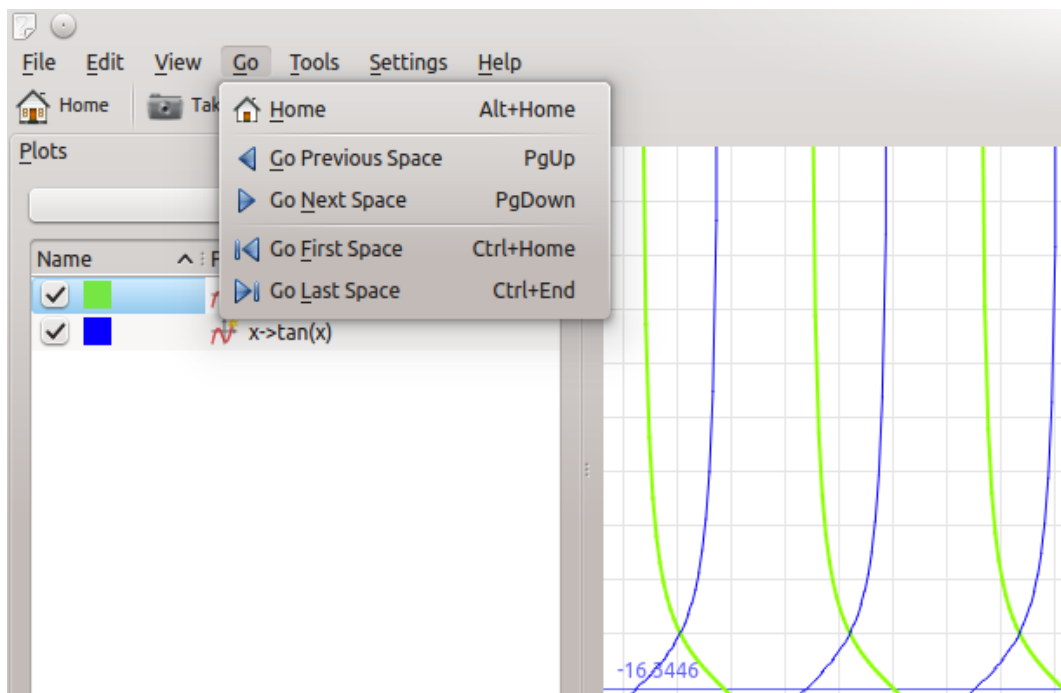 File Edit View Go Tools Settings Help
Home Tak
Home Alt+Home
Go Previous Space PgUp
Go Next Space PgDown
Go First Space Ctrl+Home
Go Last Space Ctrl+End
Plots
Name
x->tan(x)
-16.3446